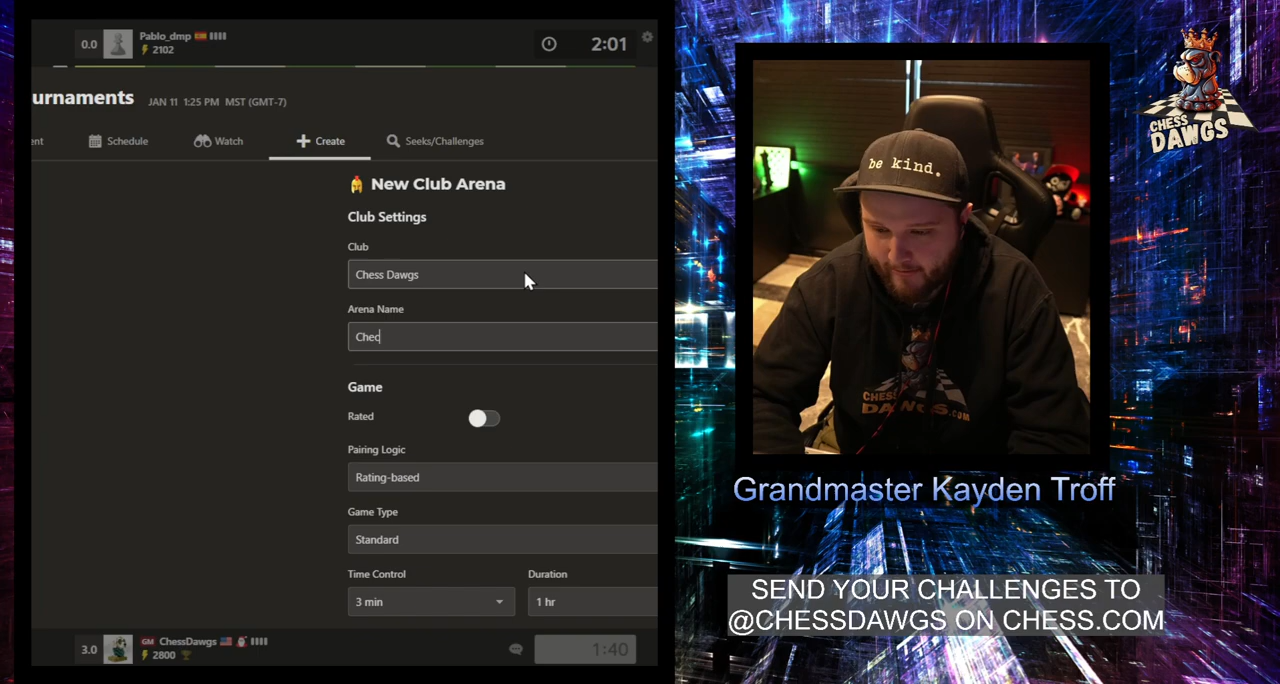 0.0 Pablo_dmp
2102
2:01
urnaments JAN 11 1:25 PM MST (GMT-7)
ent Schedule Watch Create Seeks/Challenges
New Club Arena
Club Settings
Club
Chess Dawgs
Arena Name
Chec
Game
Rated
Pairing Logic
Rating-based
Game Type
Standard
Time Control Duration
3 min 1 hr
3.0 GM ChessDawgs
2800
1:40
be kind.
CHESS
DAWGS.COM
CHESS
DAWGS
Grandmaster Kayden Troff
SEND YOUR CHALLENGES TO
@CHESSDAWGS ON CHESS.COM